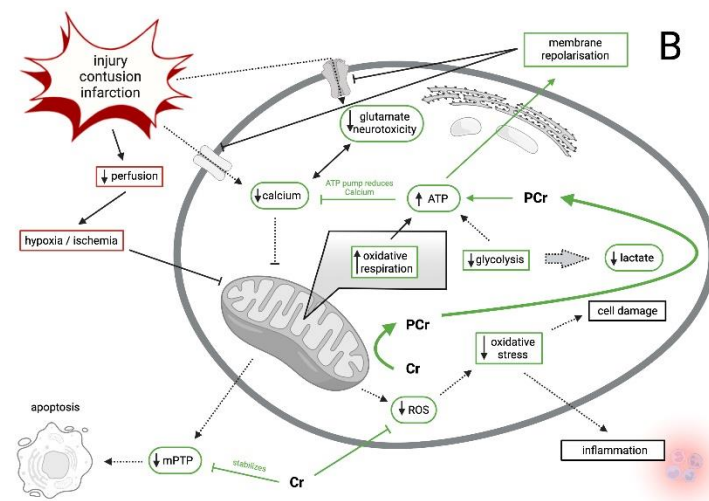 injury
contusion
infarction
membrane
repolarisation
B
↓ glutamate
neurotoxicity
↓ perfusion
↓ calcium
ATP pump reduces
Calcium
↑ ATP
PCr
hypoxia / ischemia
↑ oxidative
respiration
↓ glycolysis
↓ lactate
PCr
cell damage
Cr
↓ oxidative
stress
apoptosis
↓ ROS
inflammation
↓ mPTP
stabilizes
Cr